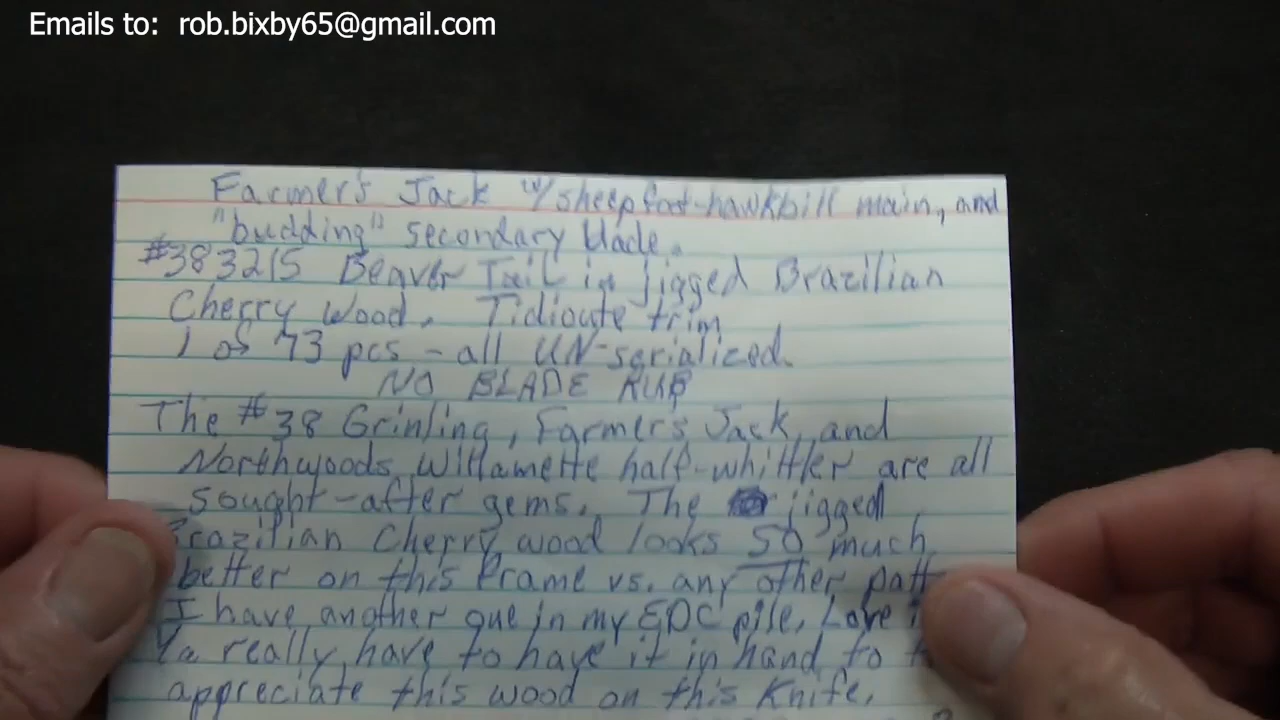 Emails to: rob.bixby65@gmail.com
Farmer's Jack w/sheepfoot-hawkbill main, and
"budding" secondary blade.
#383215 Beaver Tail in jigged Brazilian
Cherry Wood. Tidioute trim
1 of 73 pcs - all UN-serialized.
NO BLADE RUB
The #38 Grinling, Farmer's Jack, and
Northwoods Willamette half-whittler are all
sought-after gems. The jigged
Brazilian Cherry wood looks SO much
better on this frame vs. any other patt
I have another one in my EDC pile. Love
Ya really have to have it in hand to
appreciate this wood on this knife.